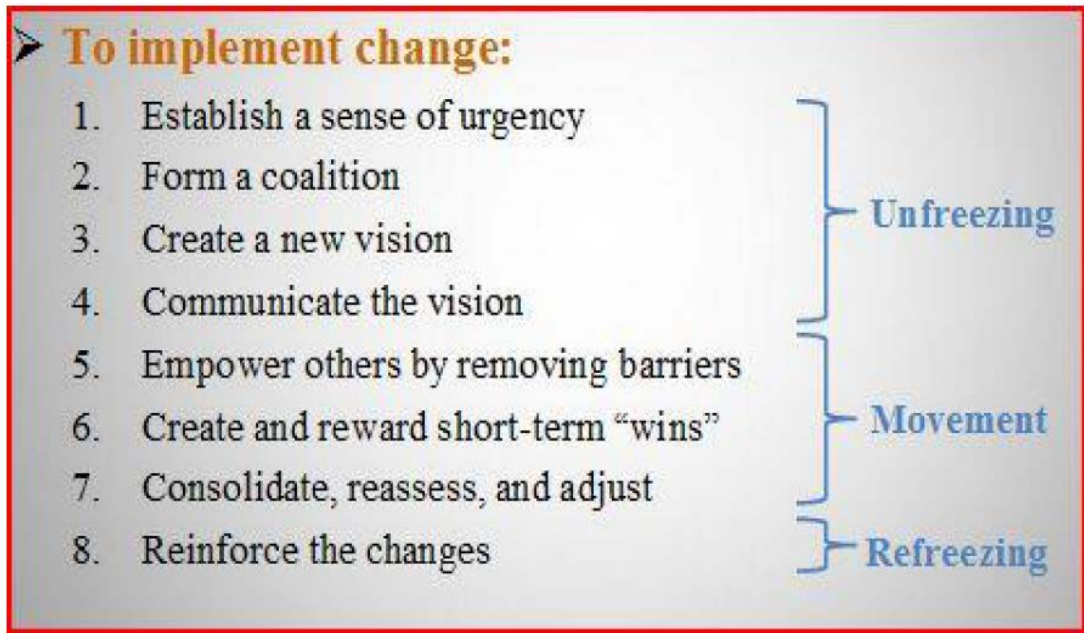 ➢ To implement change:
1. Establish a sense of urgency
2. Form a coalition
3. Create a new vision
4. Communicate the vision
Unfreezing
5. Empower others by removing barriers
6. Create and reward short-term “wins”
7. Consolidate, reassess, and adjust
Movement
8. Reinforce the changes
Refreezing